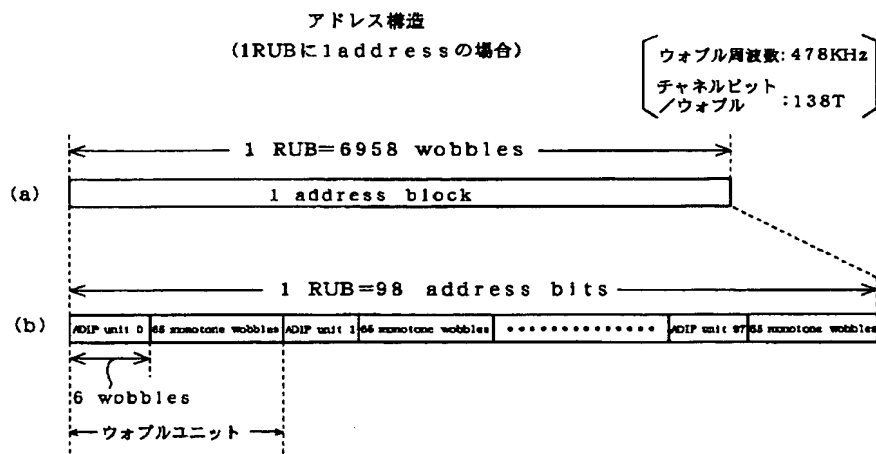 アドレス構造
(1RUBに1addressの場合)
ウォブル周波数:478KHz
チャネルビット
/ウォブル :138T
1 RUB=6958 wobbles
(a)
1 address block
1 RUB=98 address bits
(b)
ADIP unit 0
65 monotone wobbles
ADIP unit 1
65 monotone wobbles
ADIP unit 97
65 monotone wobbles
6 wobbles
ウォブルユニット